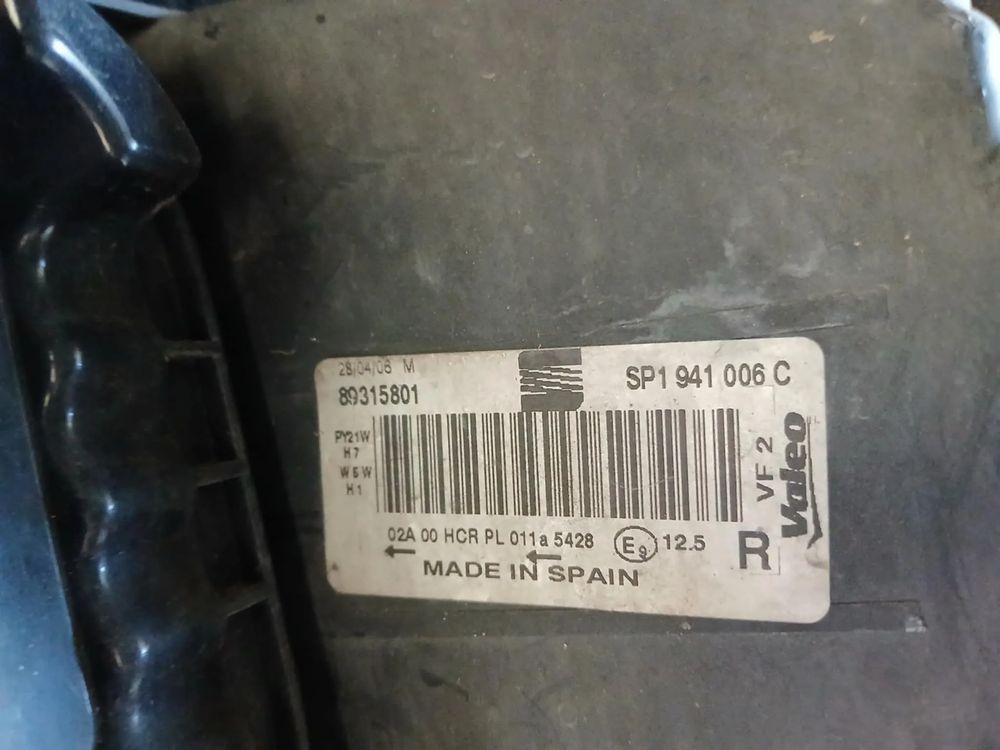 28/04/06 M
89315801
SP1 941 006 C
PY21W
H7
W5W
H1
VF 2
Valeo
02A 00 HCR PL 011a 5428 E9 12.5
R
MADE IN SPAIN